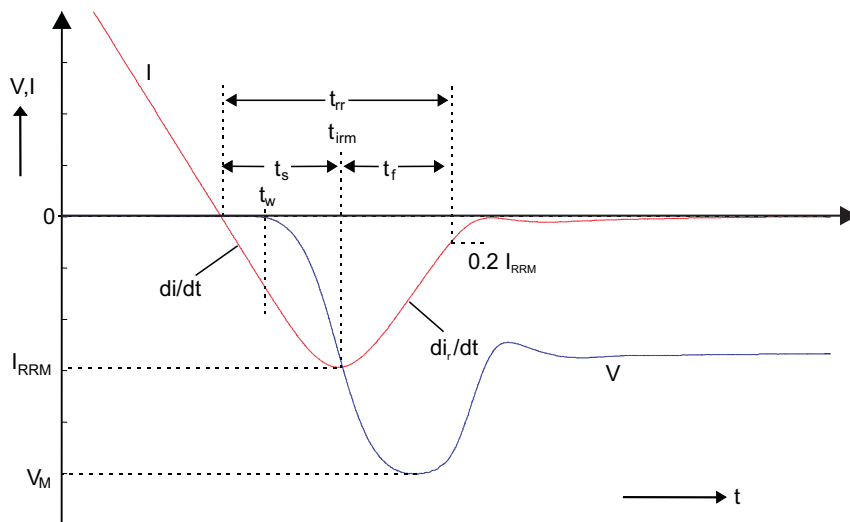 I
V,I
t_rr
t_irm
t_s
t_f
t_w
0
0.2 I_RRM
di/dt
di_r/dt
I_RRM
V
V_M
t